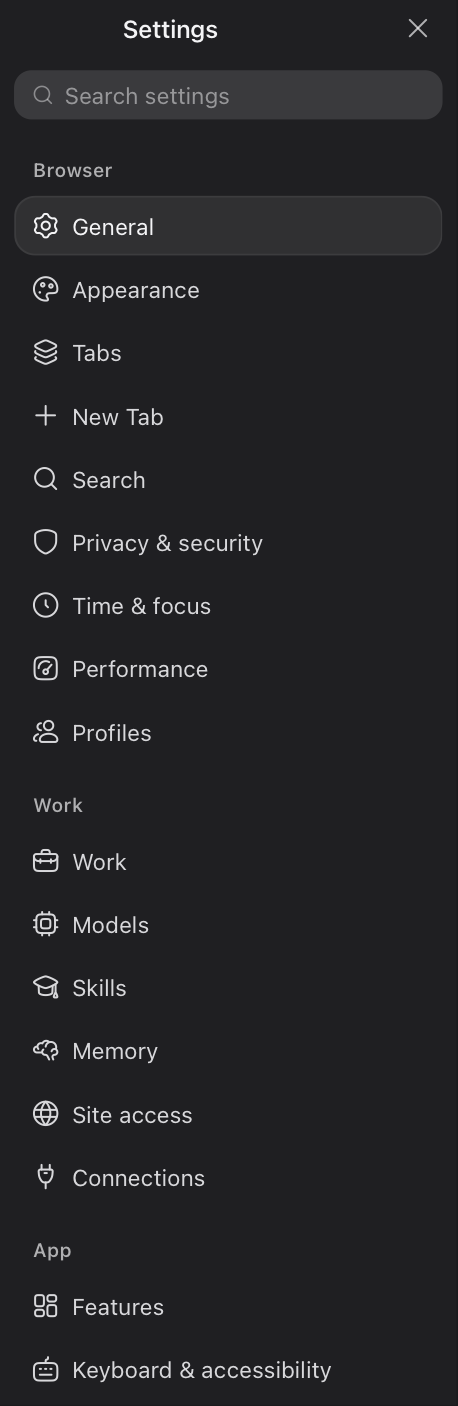 Settings
Search settings
Browser
General
Appearance
Tabs
New Tab
Search
Privacy & security
Time & focus
Performance
Profiles
Work
Work
Models
Skills
Memory
Site access
Connections
App
Features
Keyboard & accessibility